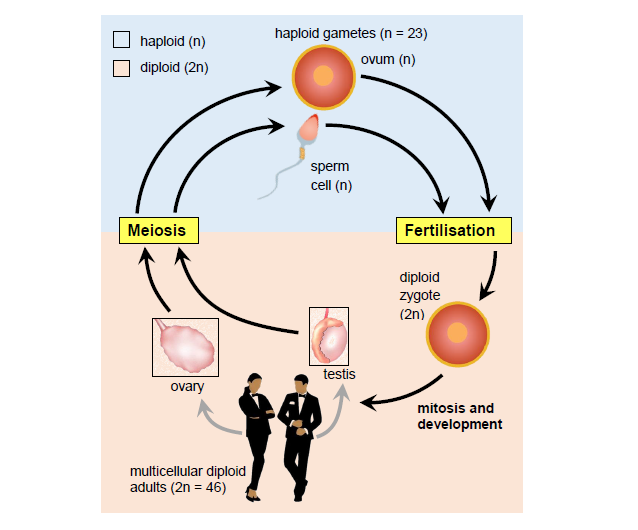 haploid gametes (n = 23)
haploid (n)
diploid (2n)
ovum (n)
sperm
cell (n)
Meiosis
Fertilisation
diploid
zygote
(2n)
ovary
testis
mitosis and
development
multicellular diploid
adults (2n = 46)